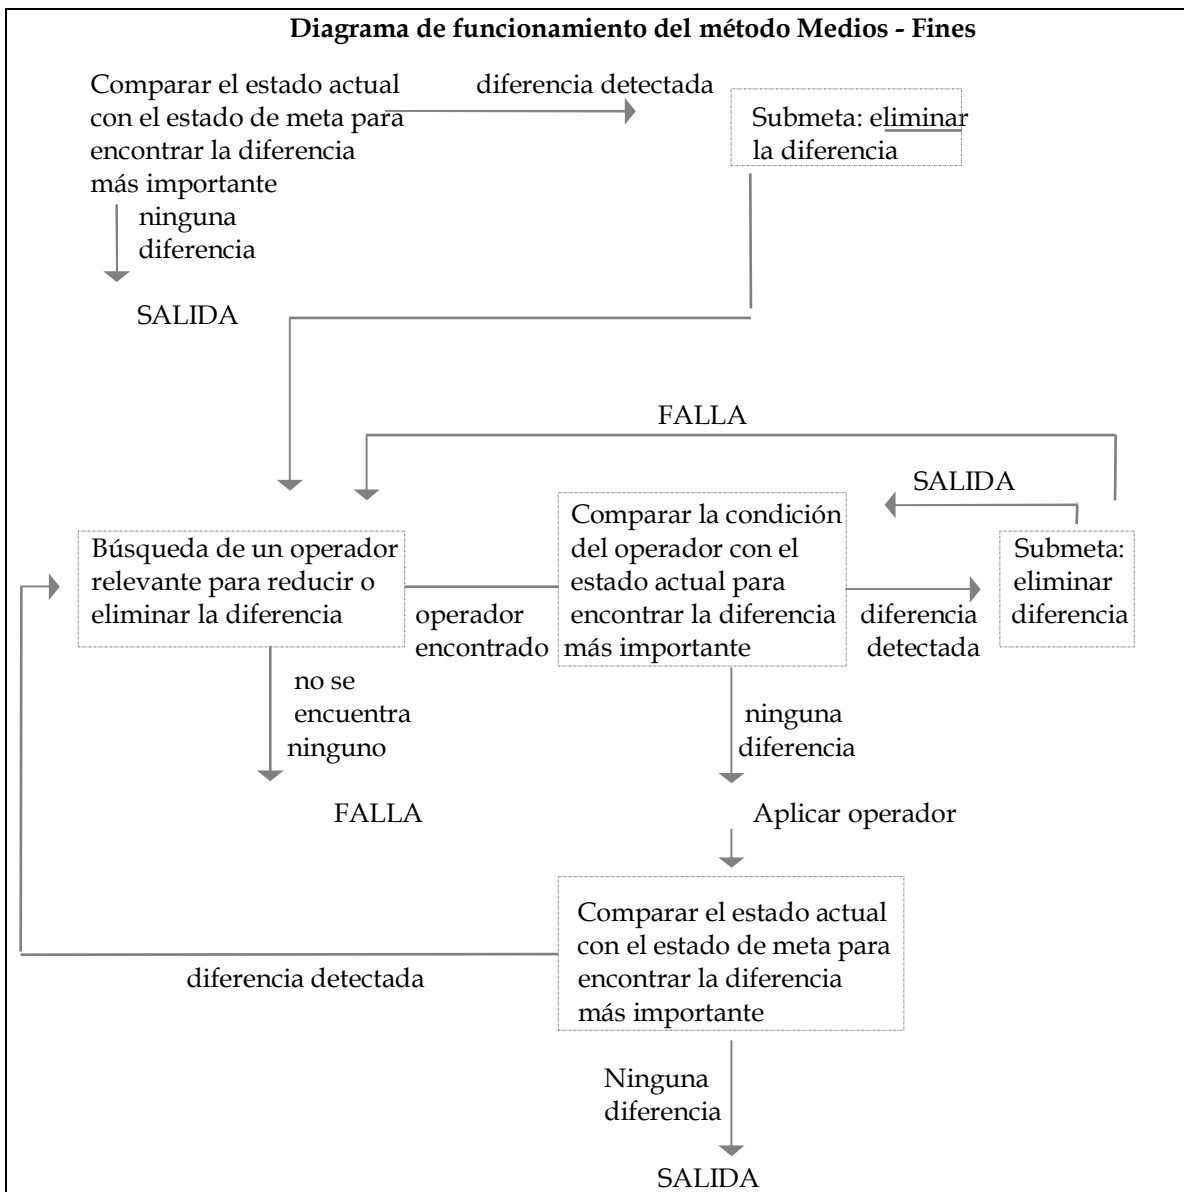 Diagrama de funcionamiento del método Medios - Fines
Comparar el estado actual
con el estado de meta para
encontrar la diferencia
más importante
diferencia detectada
Submeta: eliminar
la diferencia
ninguna
diferencia
SALIDA
FALLA
SALIDA
Búsqueda de un operador
relevante para reducir o
eliminar la diferencia
operador
encontrado
Comparar la condición
del operador con el
estado actual para
encontrar la diferencia
más importante
diferencia
detectada
Submeta:
eliminar
diferencia
no se
encuentra
ninguno
FALLA
ninguna
diferencia
Aplicar operador
Comparar el estado actual
con el estado de meta para
encontrar la diferencia
más importante
diferencia detectada
Ninguna
diferencia
SALIDA